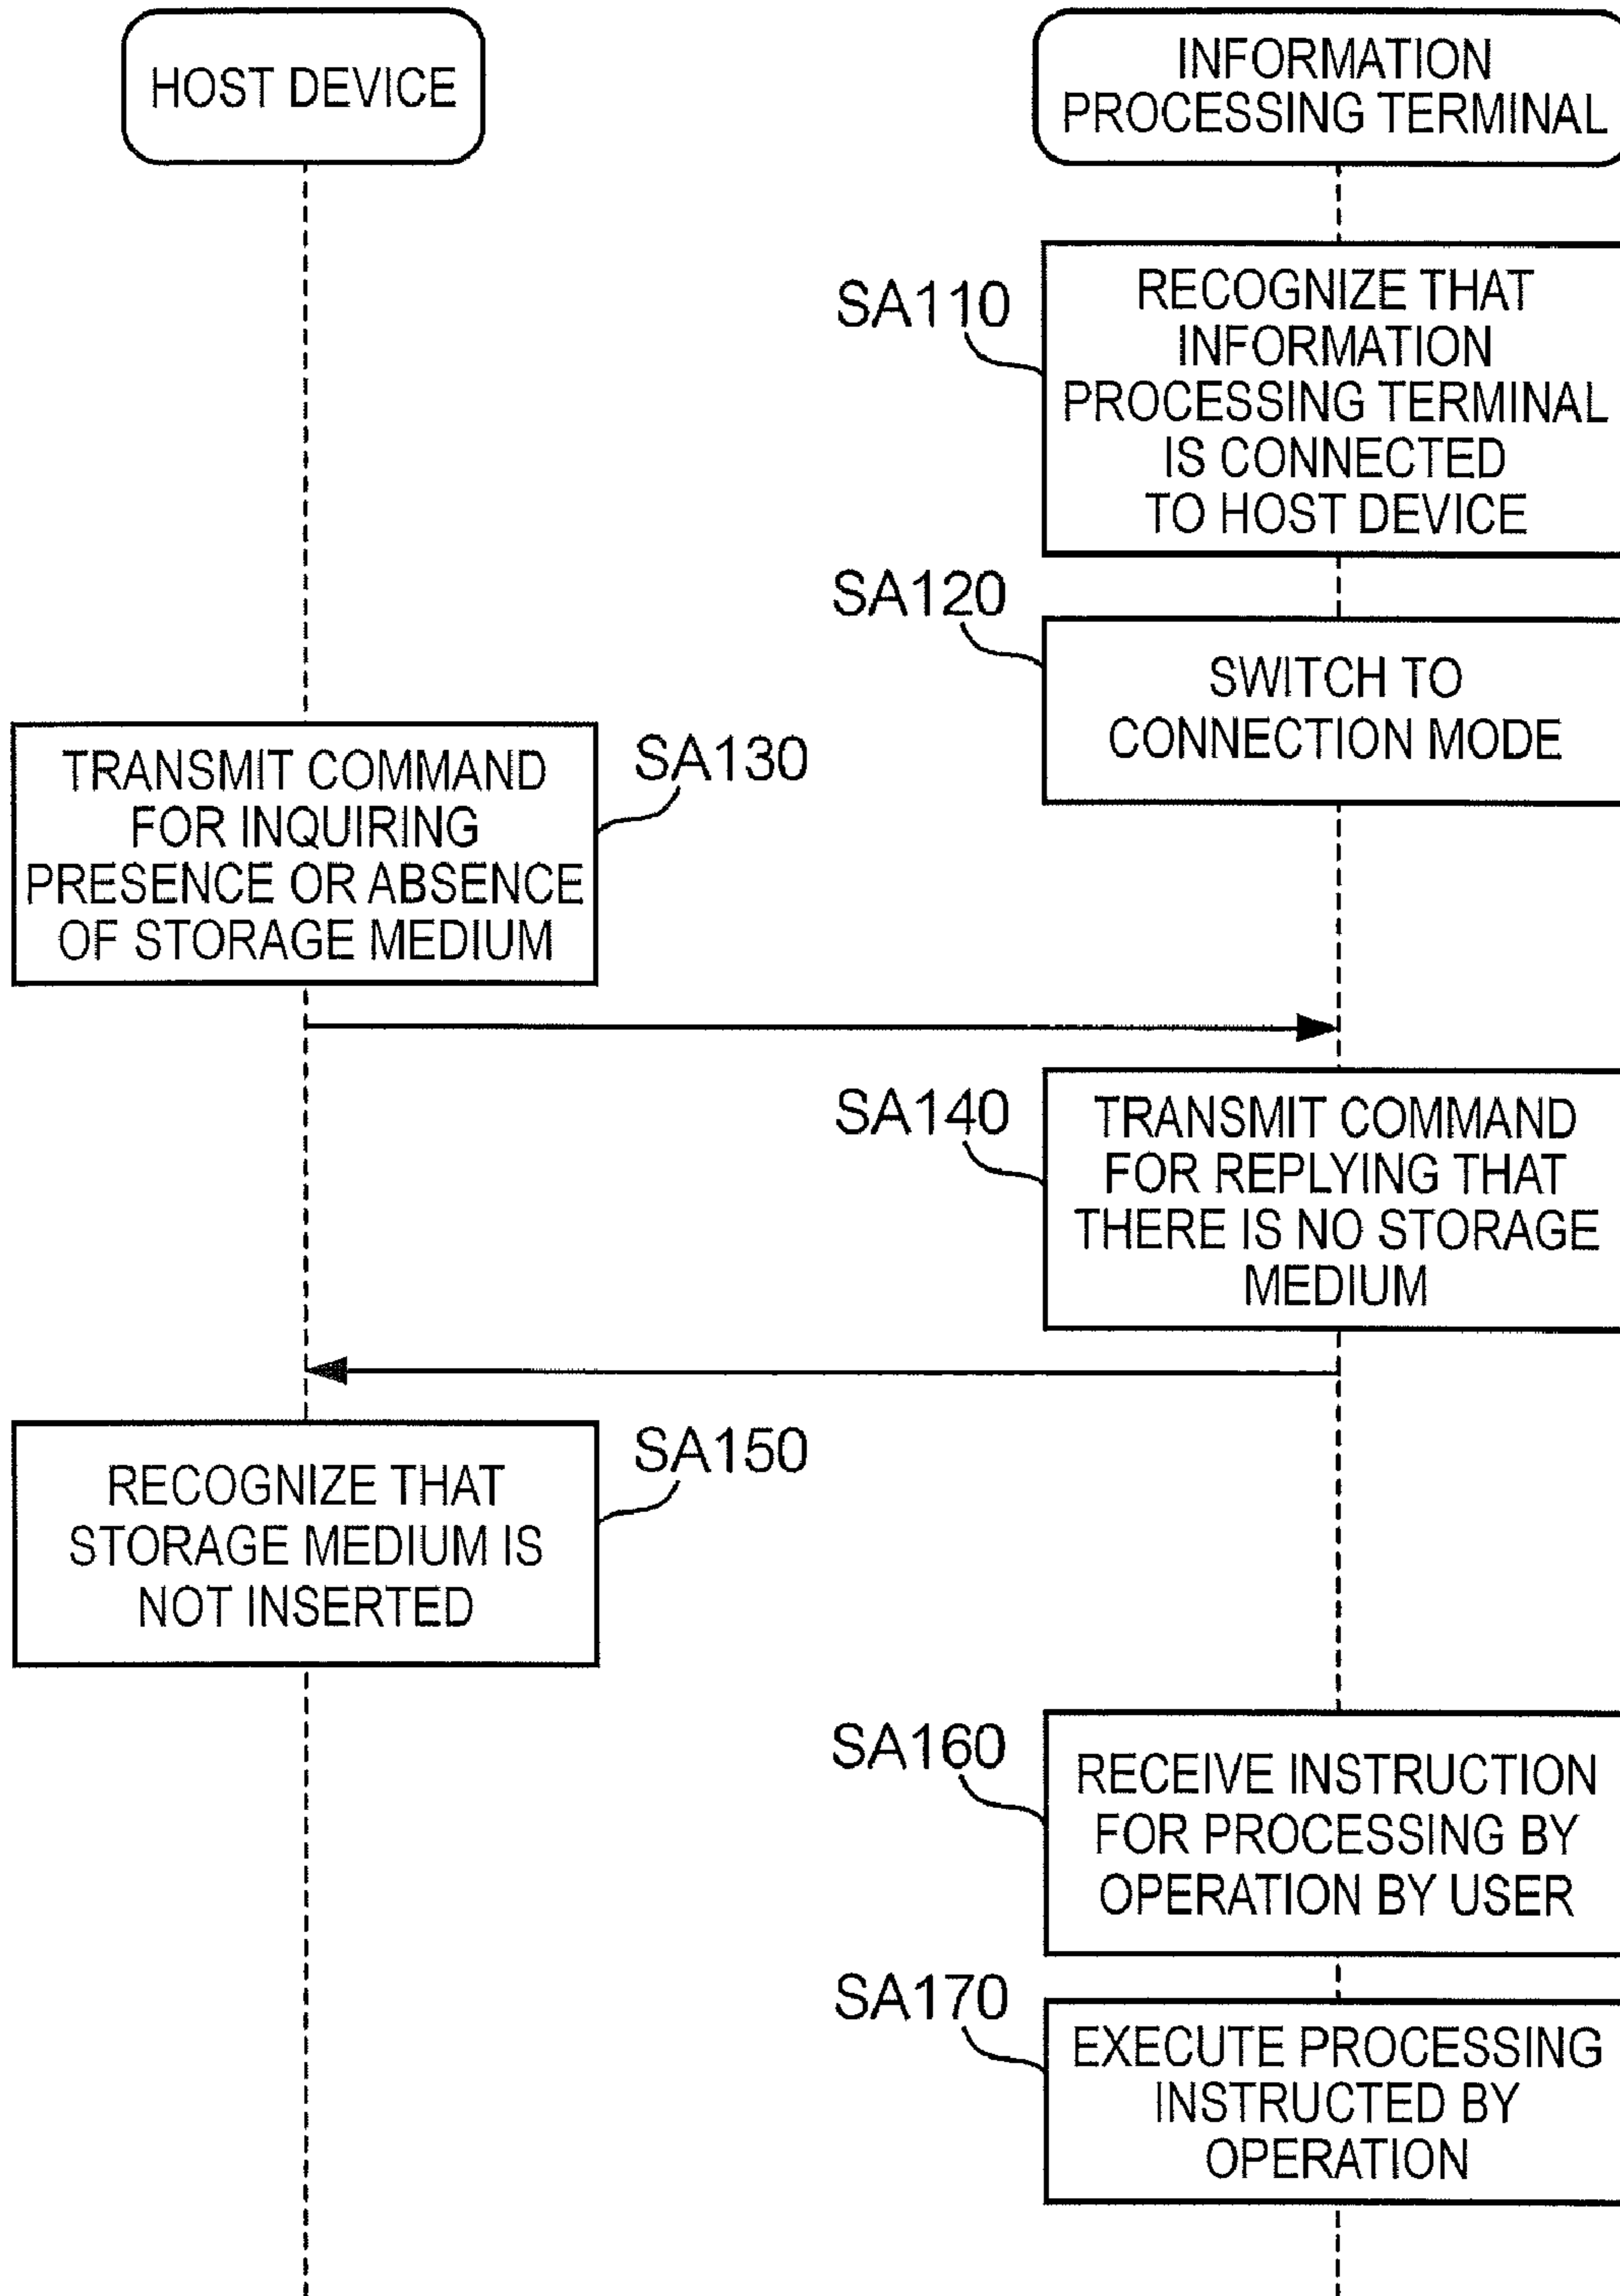 HOST DEVICE
INFORMATION
PROCESSING TERMINAL
SA110
RECOGNIZE THAT
INFORMATION
PROCESSING TERMINAL
IS CONNECTED
TO HOST DEVICE
SA120
SWITCH TO
CONNECTION MODE
TRANSMIT COMMAND
FOR INQUIRING
PRESENCE OR ABSENCE
OF STORAGE MEDIUM
SA130
SA140
TRANSMIT COMMAND
FOR REPLYING THAT
THERE IS NO STORAGE
MEDIUM
RECOGNIZE THAT
STORAGE MEDIUM IS
NOT INSERTED
SA150
SA160
RECEIVE INSTRUCTION
FOR PROCESSING BY
OPERATION BY USER
SA170
EXECUTE PROCESSING
INSTRUCTED BY
OPERATION